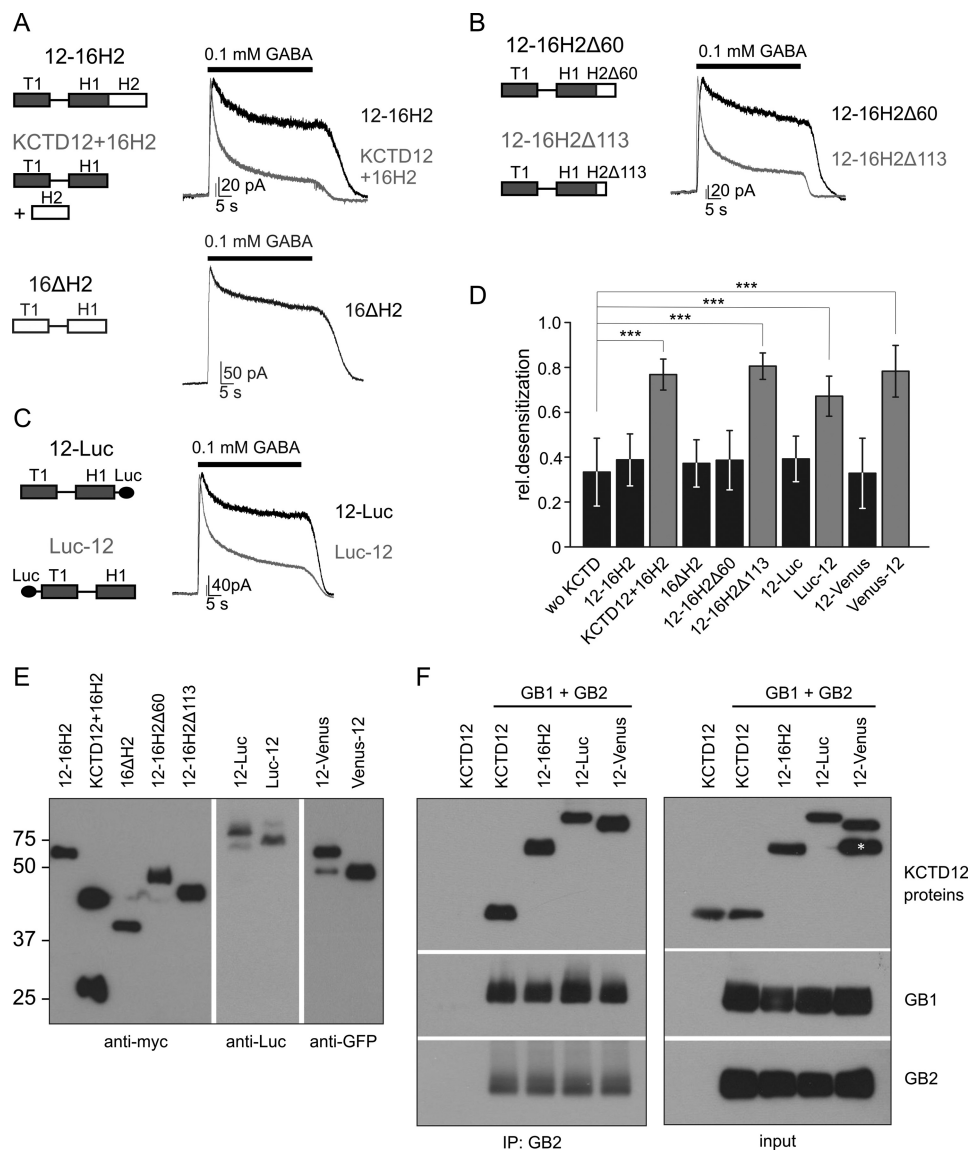 A
12-16H2
T1 H1 H2
KCTD12+16H2
T1 H1
H2
+
0.1 mM GABA
12-16H2
KCTD12
+16H2
20 pA
5 s
16ΔH2
T1 H1
0.1 mM GABA
16ΔH2
50 pA
5 s
B
12-16H2Δ60
T1 H1 H2Δ60
12-16H2Δ113
T1 H1 H2Δ113
0.1 mM GABA
12-16H2Δ60
12-16H2Δ113
20 pA
5 s
C
12-Luc
T1 H1 Luc
Luc-12
Luc T1 H1
0.1 mM GABA
12-Luc
Luc-12
40pA
5 s
D
rel.desensitization
1.0
0.8
0.6
0.4
0.2
0
***
***
***
***
wo KCTD
12-16H2
KCTD12+16H2
16ΔH2
12-16H2Δ60
12-16H2Δ113
12-Luc
Luc-12
12-Venus
Venus-12
E
12-16H2
KCTD12+16H2
16ΔH2
12-16H2Δ60
12-16H2Δ113
12-Luc
Luc-12
12-Venus
Venus-12
75
50
37
25
anti-myc
anti-Luc
anti-GFP
F
GB1 + GB2
KCTD12
KCTD12
12-16H2
12-Luc
12-Venus
IP: GB2
GB1 + GB2
KCTD12
KCTD12
12-16H2
12-Luc
12-Venus
*
KCTD12
proteins
GB1
GB2
input